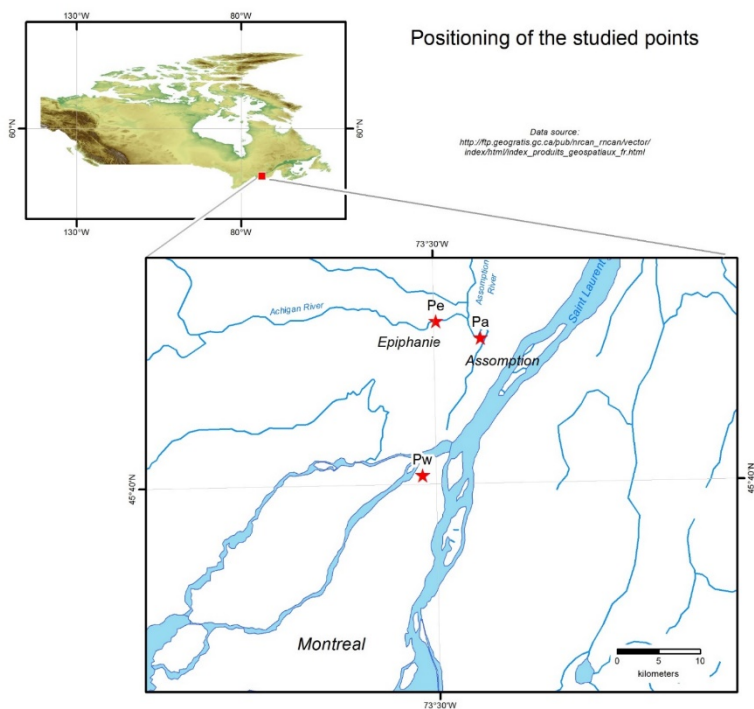 130°W
80°W
Positioning of the studied points
60°N
60°N
Data source:
http://ftp.geogratis.gc.ca/pub/nrcan_rncan/vector/
index/html/index_produits_geospatiaux_fr.html
130°W
80°W
73°30'W
Assomption
River
Saint Laurent
Achigan River
Pe
Pa
Epiphanie
Assomption
Pw
45°40'N
45°40'N
Montreal
0 5 10
kilometers
73°30'W